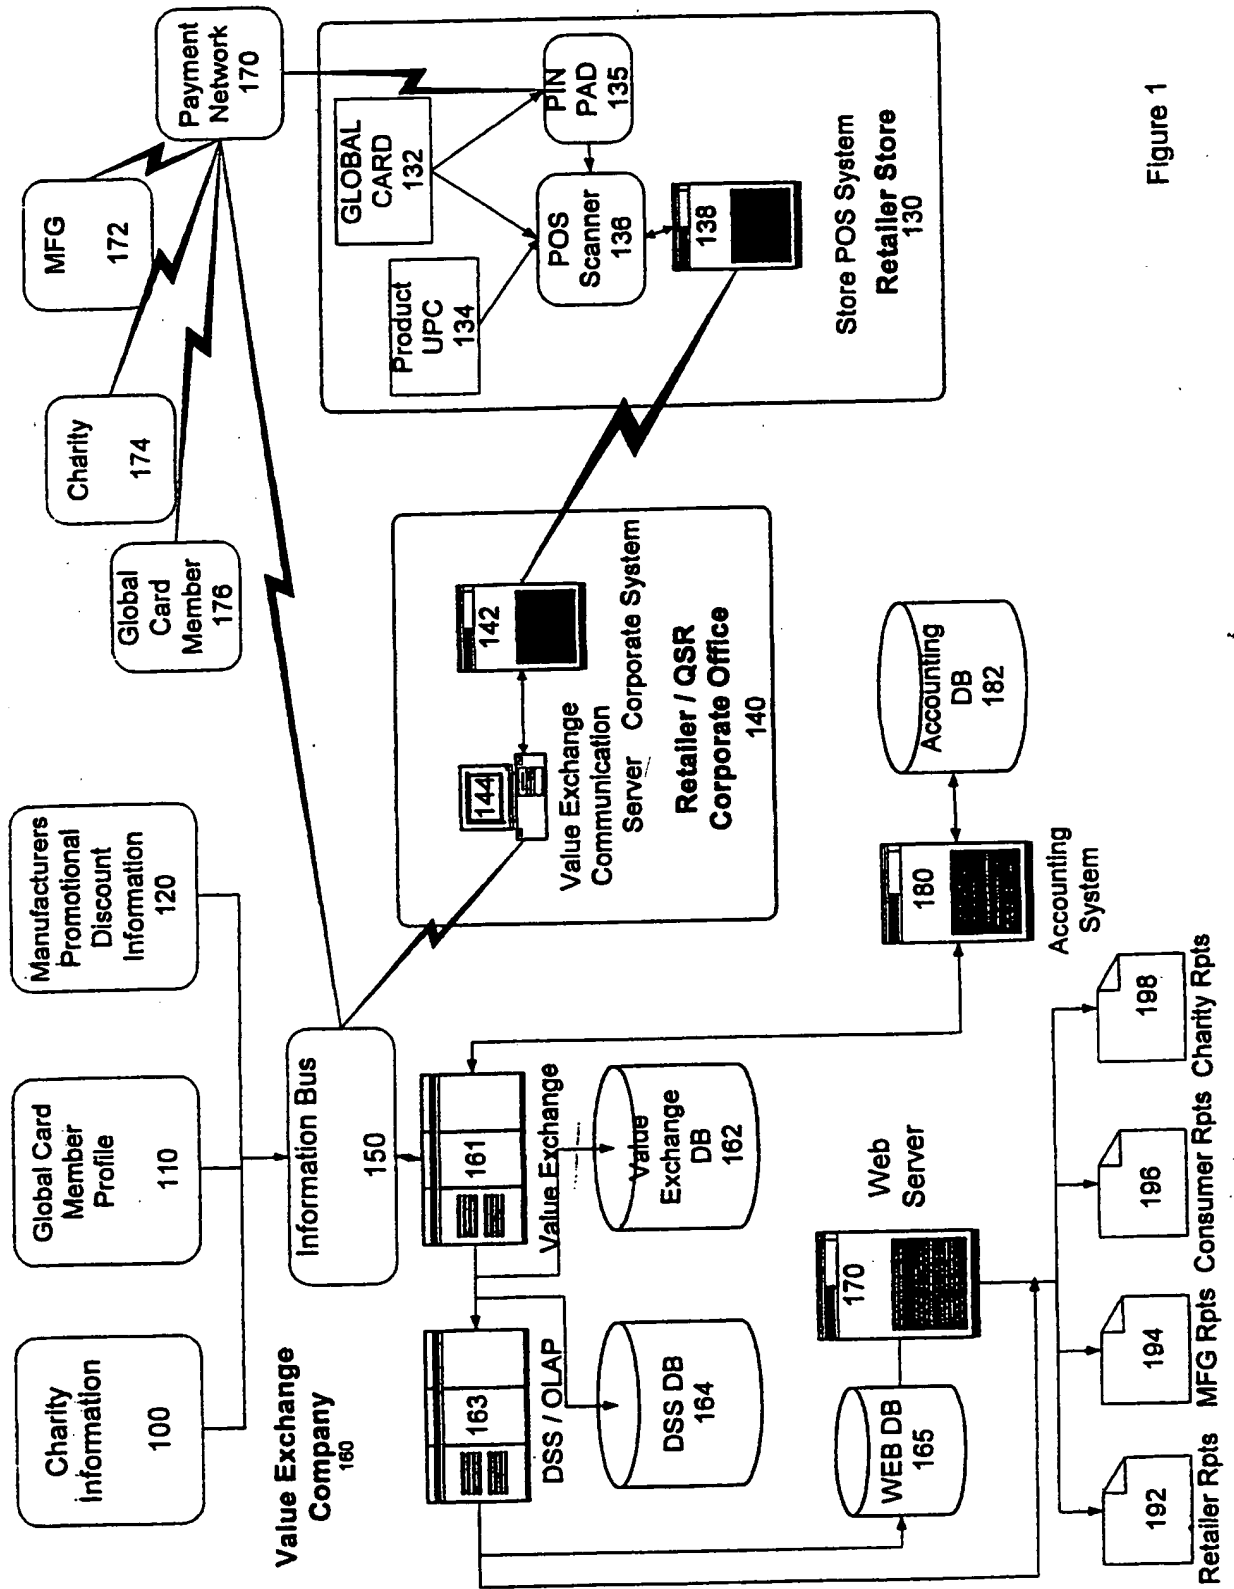 Charity
Information
100
Global Card
Member
Profile
110
Manufacturers
Promotional
Discount
Information
120
Global
Card
Member
176
Charity
174
MFG
172
Payment
Network
170
Value Exchange
Company
160
Information Bus
150
161
Value Exchange
163
DSS / OLAP
Value
Exchange
DB
162
DSS DB
164
144
142
Value Exchange
Communication
Server Corporate System
Retailer / QSR
Corporate Office
140
GLOBAL
CARD
132
Product
UPC
134
PIN
PAD
135
POS
Scanner
136
138
Store POS System
Retailer Store
130
WEB DB
165
170
Web
Server
180
Accounting
System
Accounting
DB
182
192
Retailer Rpts
194
MFG Rpts
196
Consumer Rpts
198
Charity Rpts
Figure 1